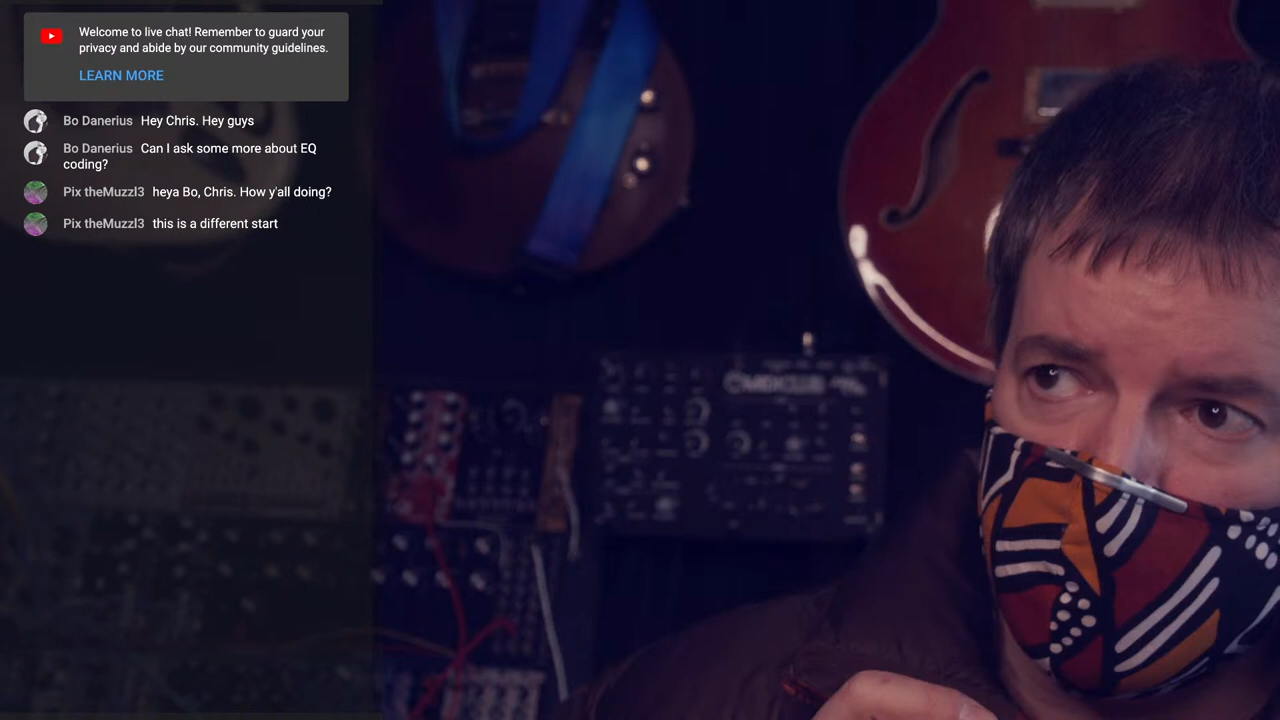 Welcome to live chat! Remember to guard your
privacy and abide by our community guidelines.
LEARN MORE
Bo Danerius Hey Chris. Hey guys
Bo Danerius Can I ask some more about EQ
coding?
Pix theMuzzl3 heya Bo, Chris. How y'all doing?
Pix theMuzzl3 this is a different start